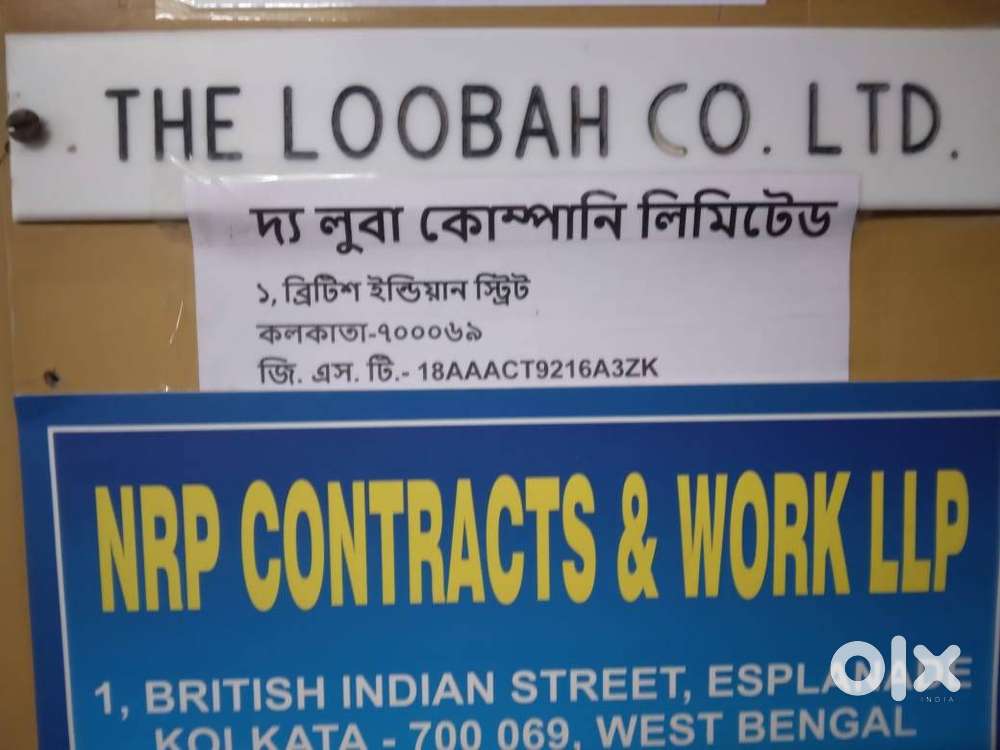 THE LOOBAH CO. LTD.
দ্য লুবা কোম্পানি লিমিটেড
১, ব্রিটিশ ইন্ডিয়ান স্ট্রিট
কলকাতা-৭০০০৬৯
জি. এস. টি.- 18AAACT9216A3ZK
NRP CONTRACTS & WORK LLP
1, BRITISH INDIAN STREET, ESPLANADE
KOLKATA - 700 069, WEST BENGAL
olx
INDIA